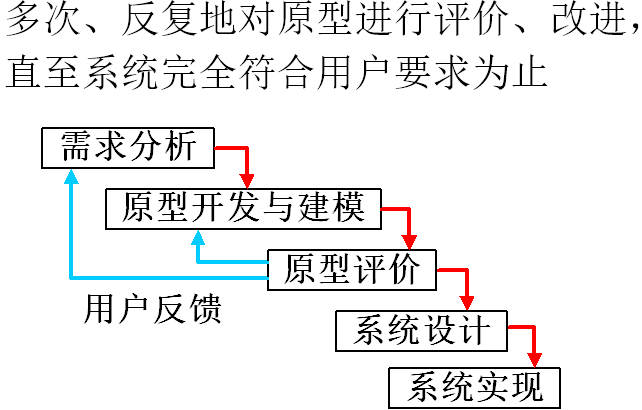 多次、反复地对原型进行评价、改进，
直至系统完全符合用户要求为止
需求分析
原型开发与建模
原型评价
用户反馈
系统设计
系统实现